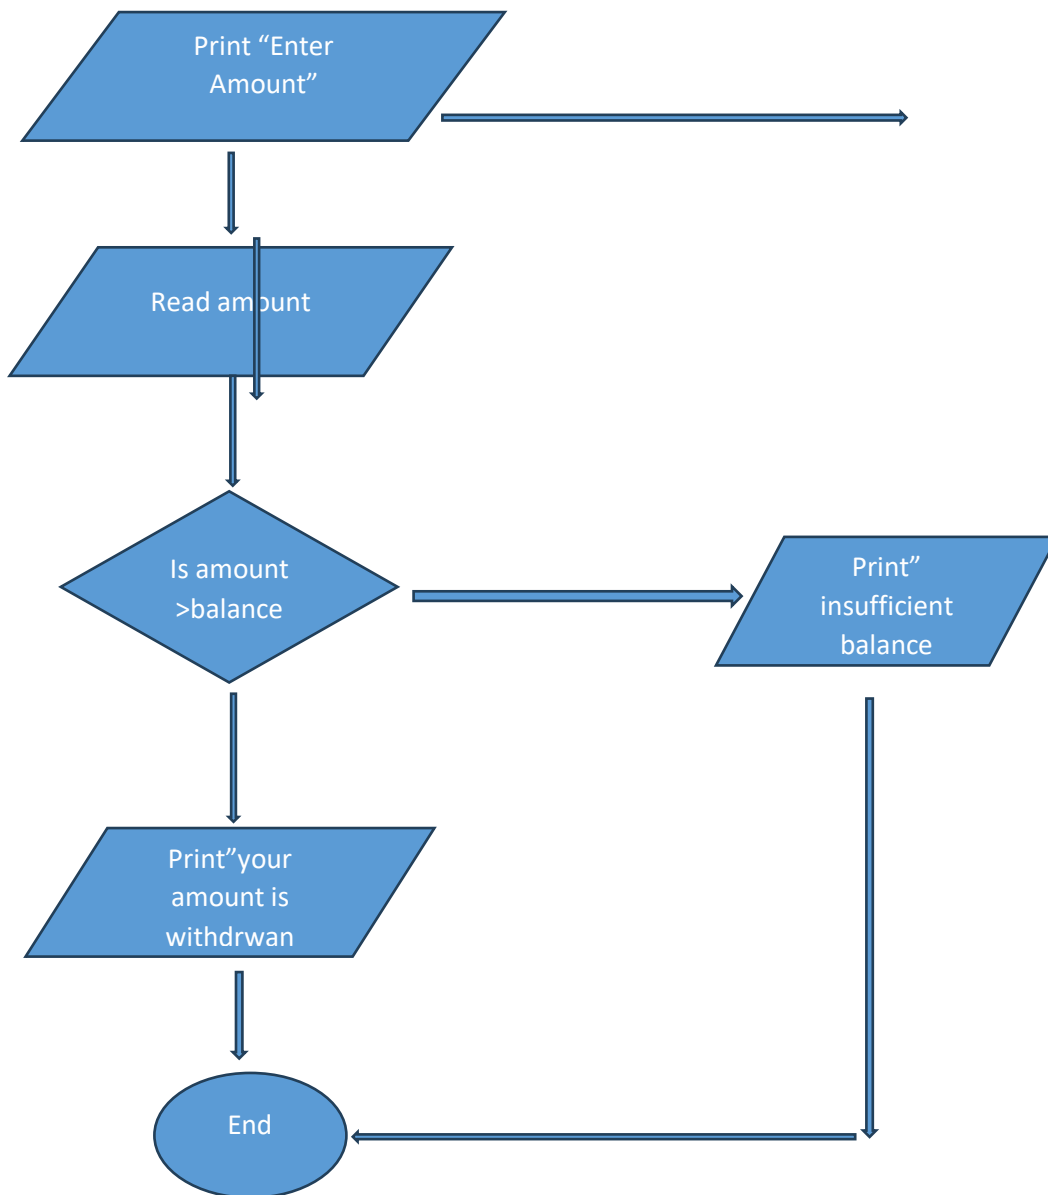 Print “Enter
Amount”
Read amount
Is amount
>balance
Print”
insufficient
balance
Print”your
amount is
withdrwan
End